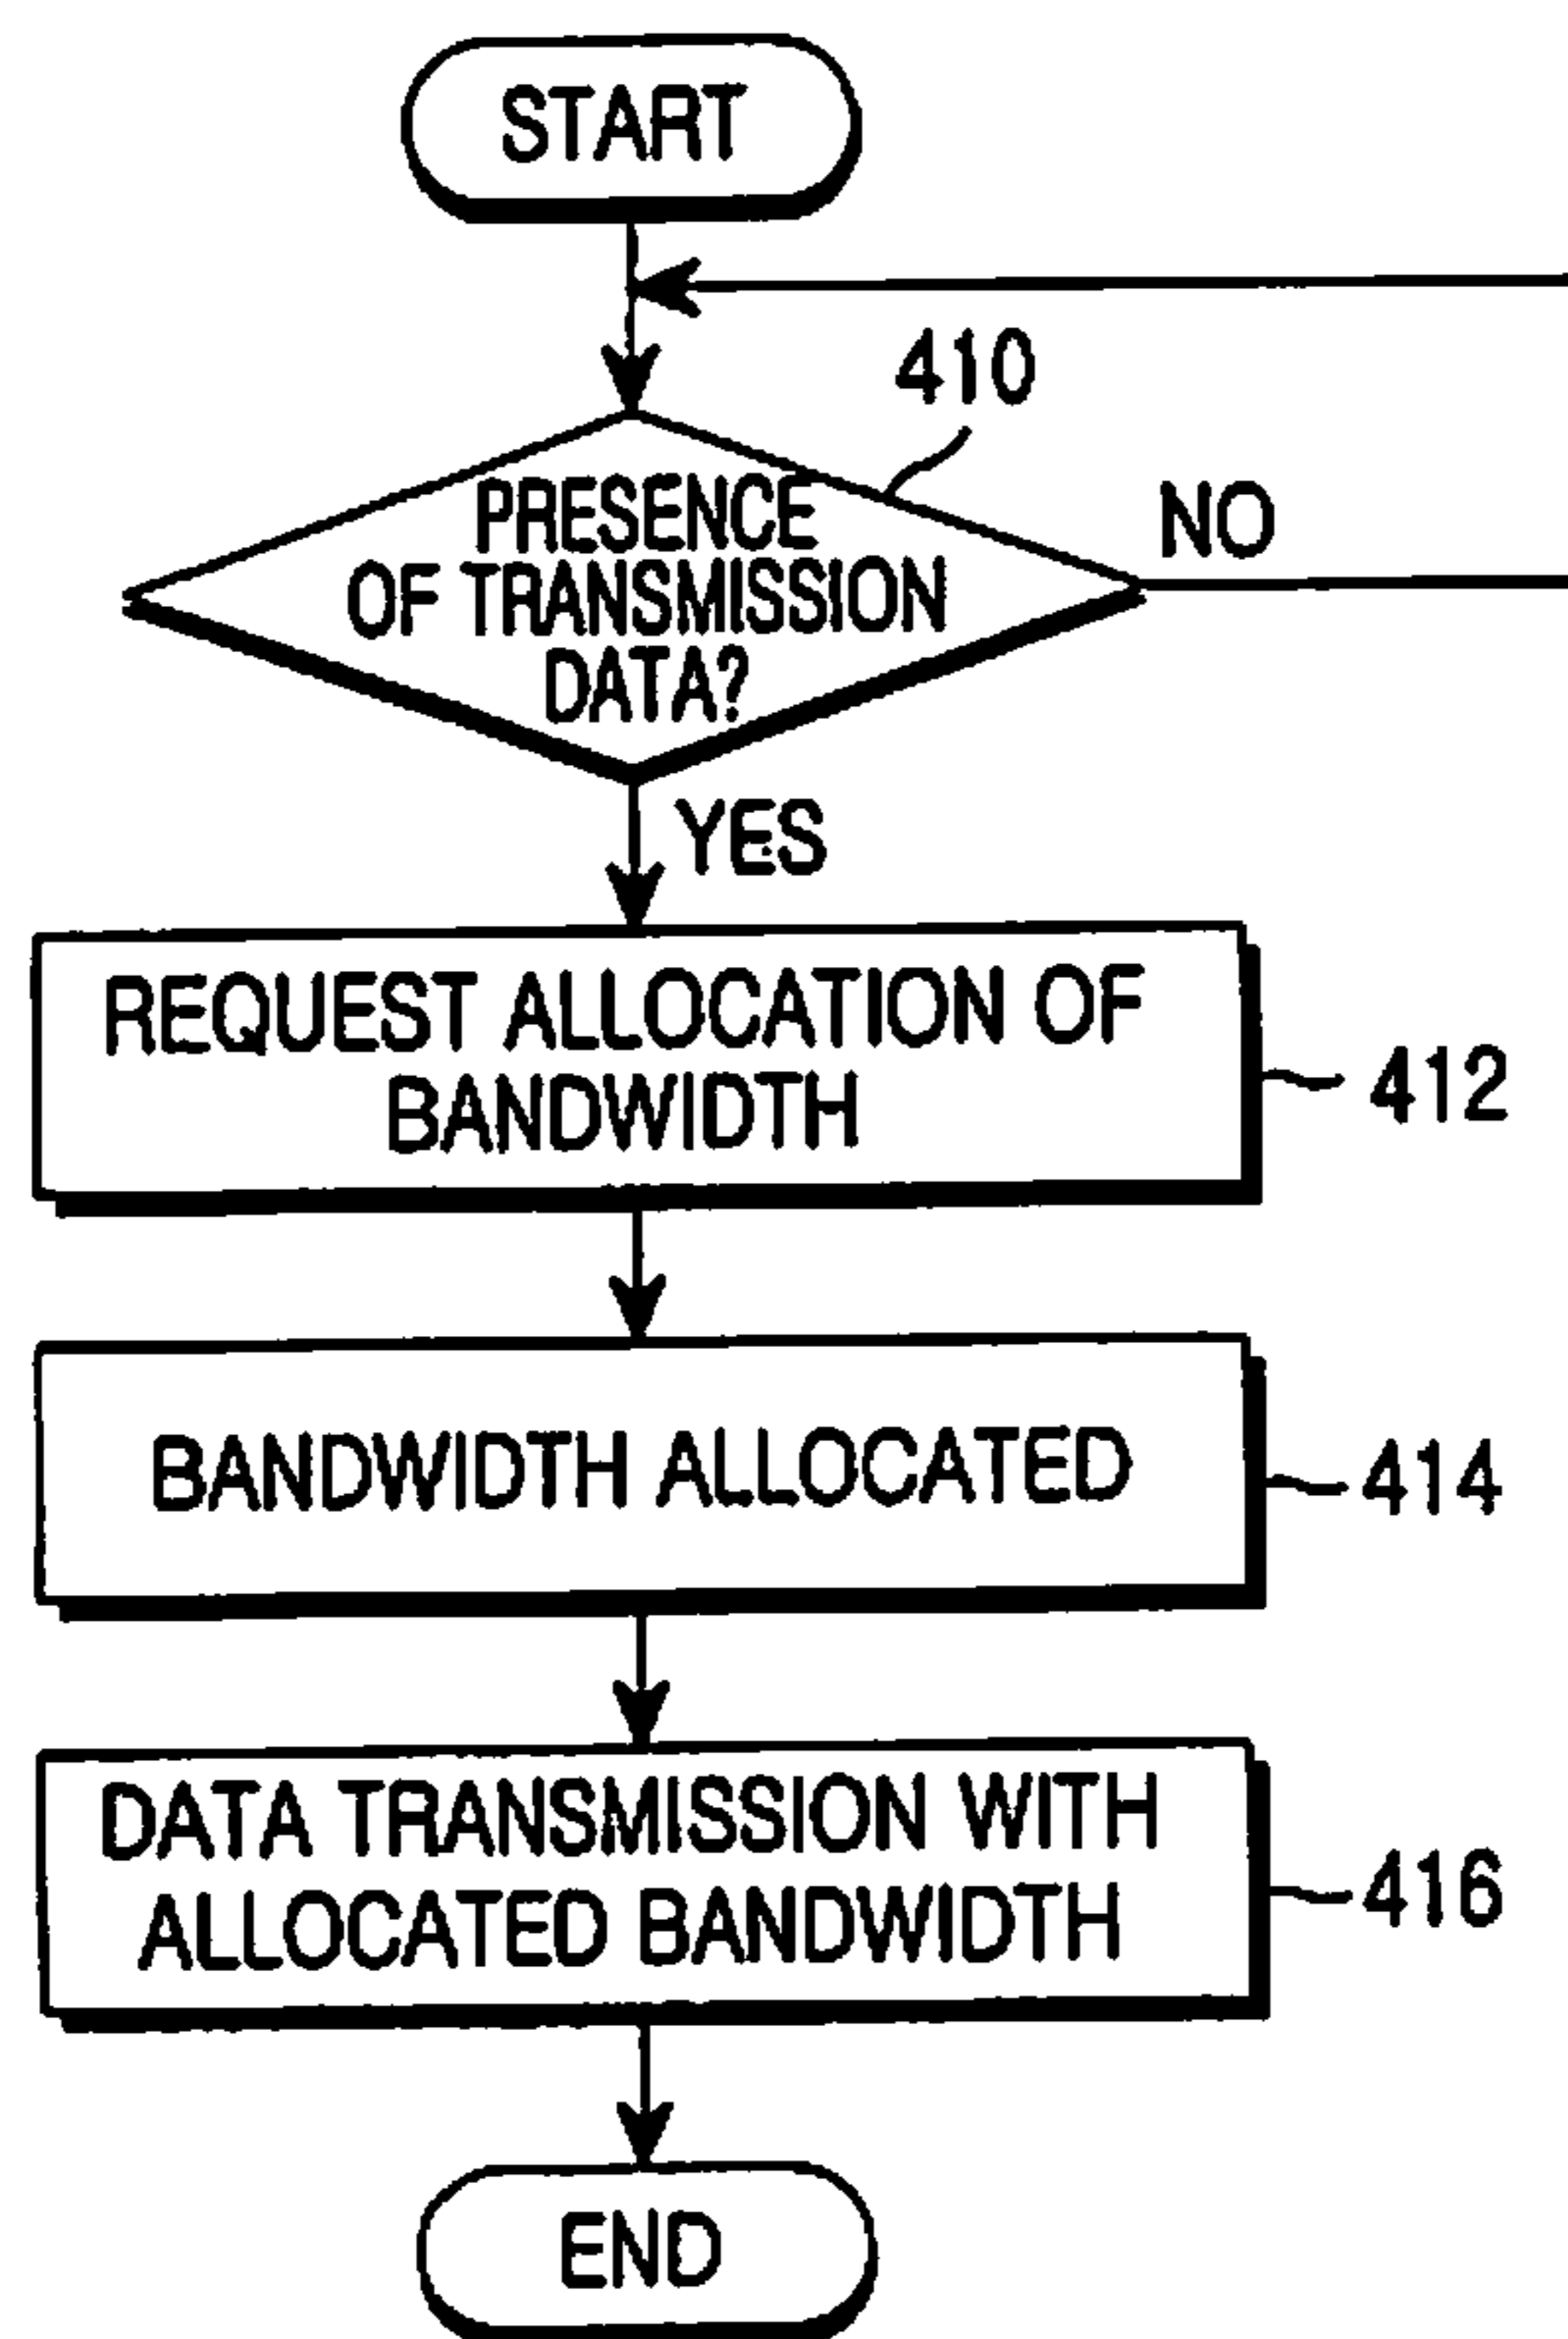 START
410
PRESENCE
OF TRANSMISSION
DATA?
NO
YES
REQUEST ALLOCATION OF
BANDWIDTH
412
BANDWIDTH ALLOCATED
414
DATA TRANSMISSION WITH
ALLOCATED BANDWIDTH
416
END